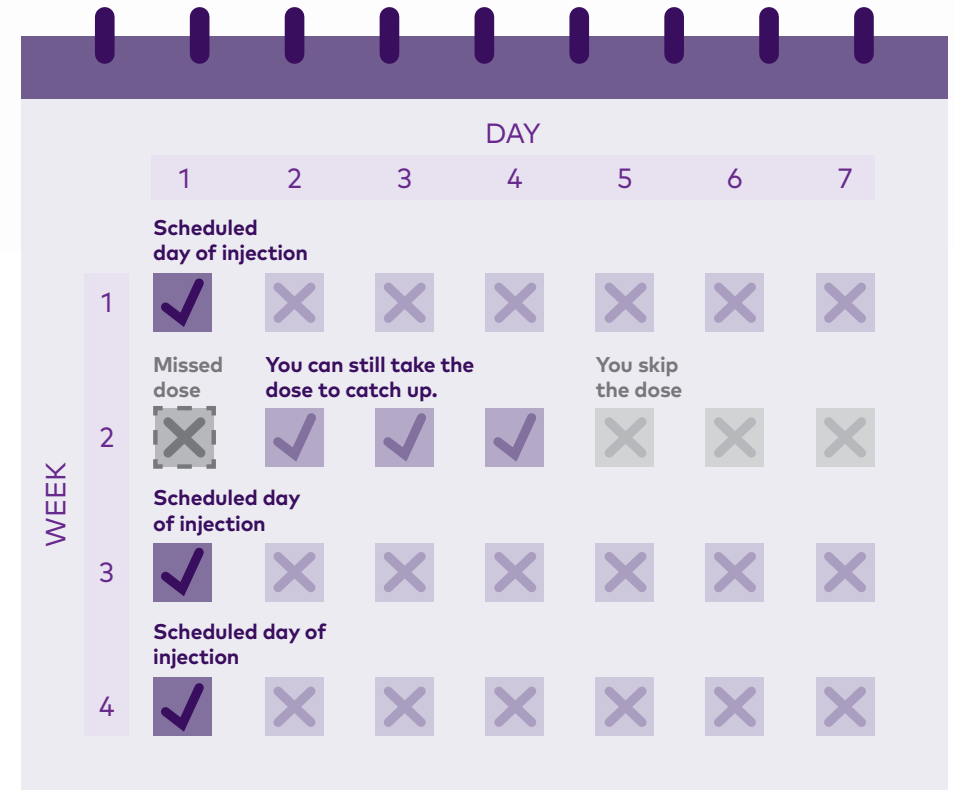 DAY
1 2 3 4 5 6 7
Scheduled
day of injection
1
Missed
dose
You can still take the
dose to catch up.
You skip
the dose
2
WEEK
Scheduled day
of injection
3
Scheduled day of
injection
4